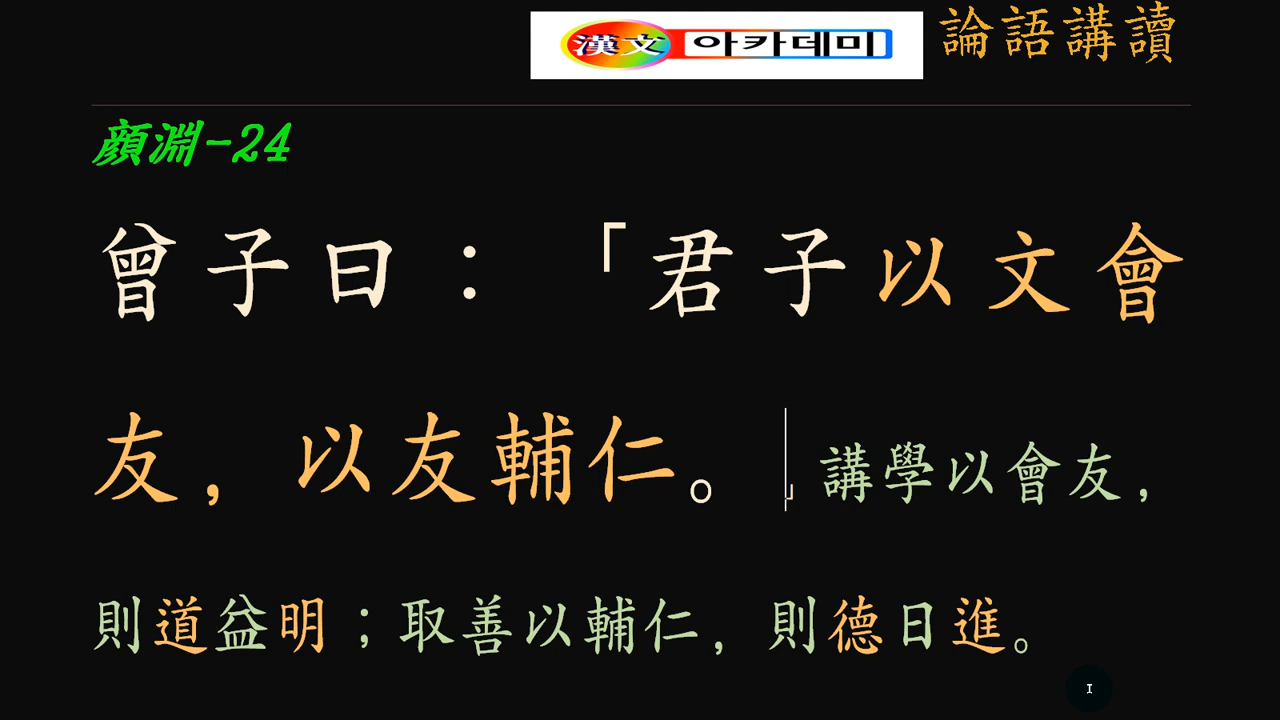 漢文 아카데미 論語講讀
顔淵-24
曾子曰：「君子以文會
友，以友輔仁。」講學以會友，
則道益明；取善以輔仁，則德日進。